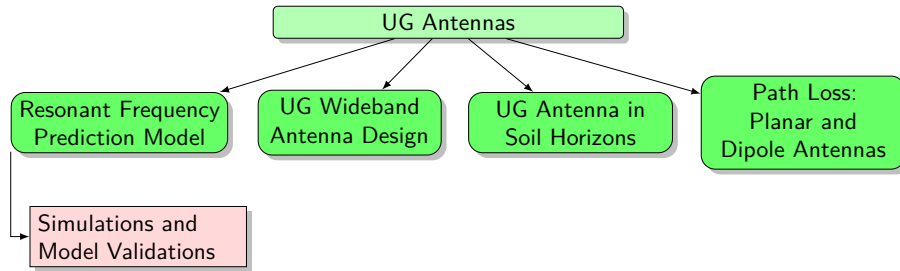 UG Antennas
Resonant Frequency
Prediction Model
UG Wideband
Antenna Design
UG Antenna in
Soil Horizons
Path Loss:
Planar and
Dipole Antennas
Simulations and
Model Validations